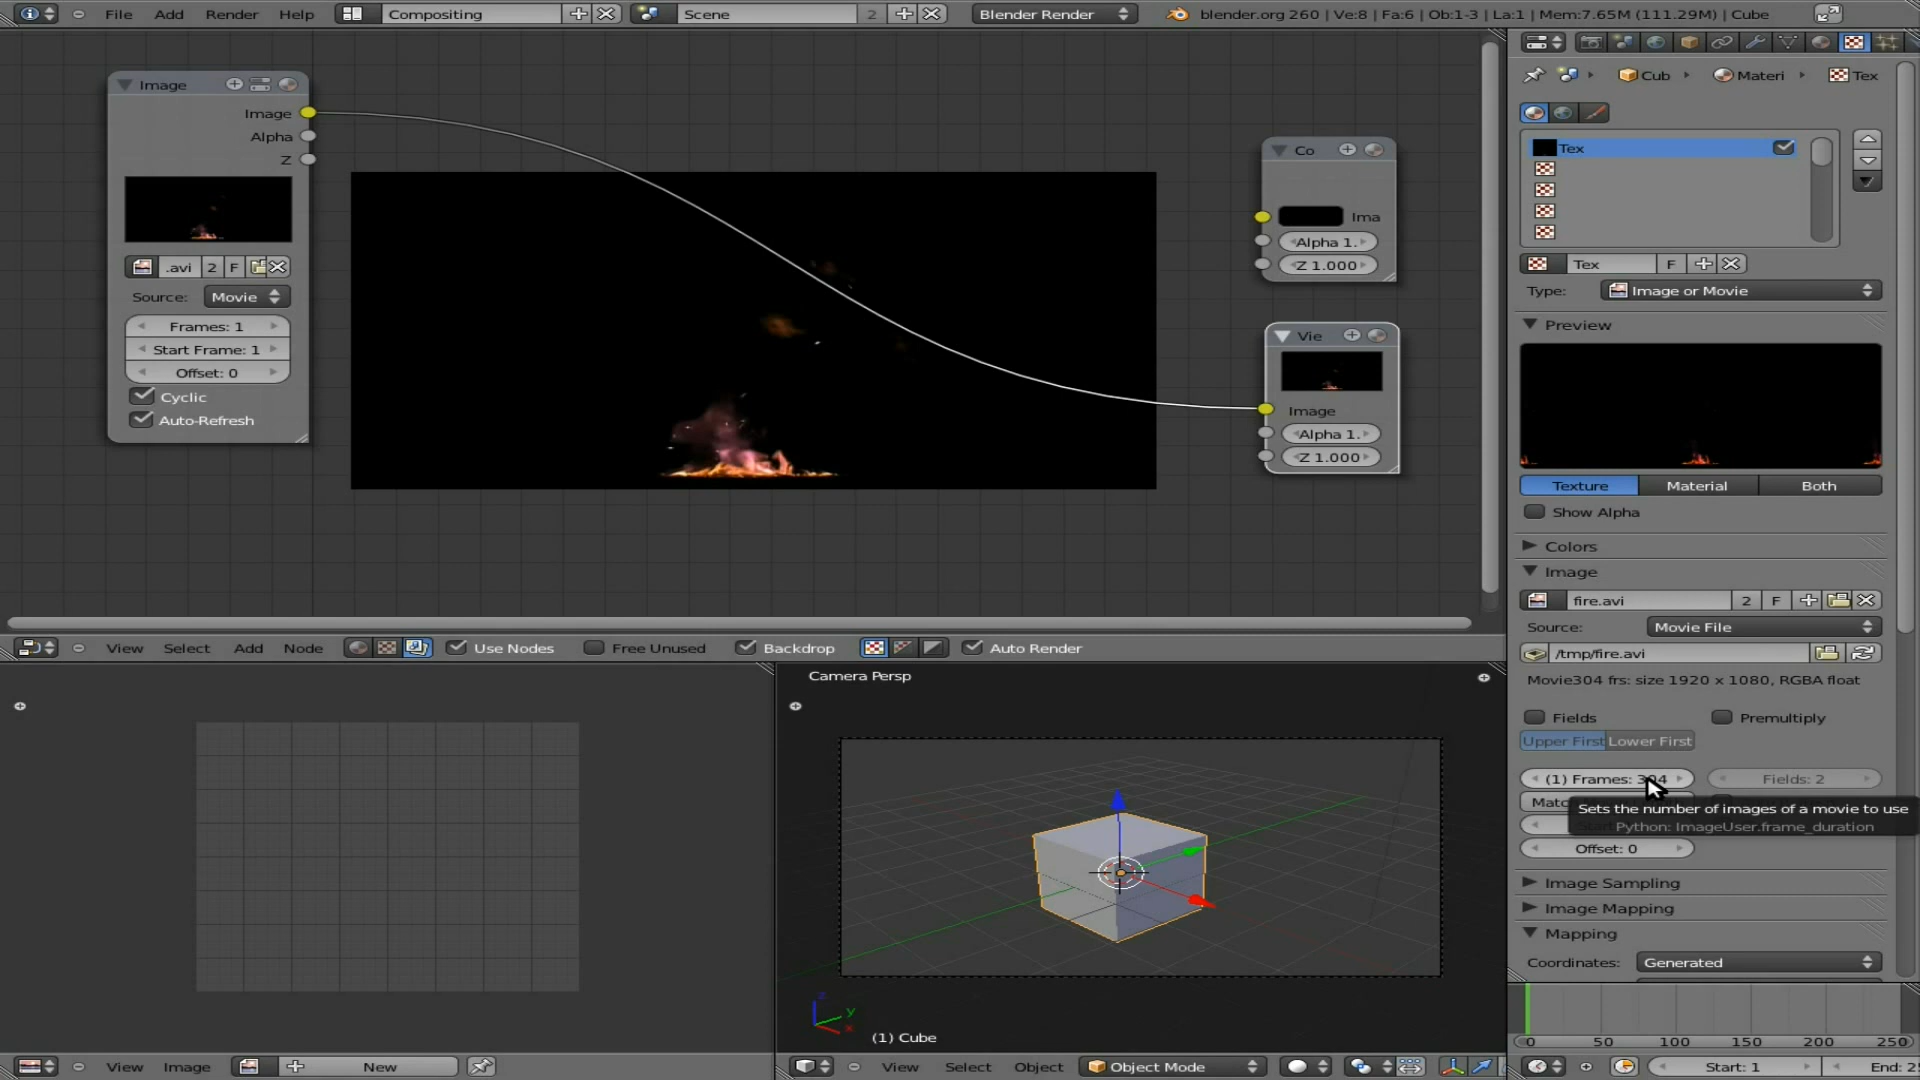 File Add Render Help Compositing Scene 2 Blender Render blender.org 260 | Ve:8 | Fa:6 | Ob:1-3 | La:1 | Mem:7.65M (111.29M) | Cube
Image
Image
Alpha
Z
.avi 2 F
Source: Movie
Frames: 1
Start Frame: 1
Offset: 0
Cyclic
Auto-Refresh
Co
Ima
Alpha 1.
Z 1.000
Vie
Image
Alpha 1.
Z 1.000
View Select Add Node Use Nodes Free Unused Backdrop Auto Render
Camera Persp
z
y
x
(1) Cube
View Image New
View Select Object Object Mode
Cub Materi Tex
Tex
Tex F
Type: Image or Movie
Preview
Texture Material Both
Show Alpha
Colors
Image
fire.avi 2 F
Source: Movie File
/tmp/fire.avi
Movie304 frs: size 1920 x 1080, RGBA float
Fields Premultiply
Upper First Lower First
(1) Frames: 304 Fields: 2
Matc
Sets the number of images of a movie to use
Python: ImageUser.frame_duration
Offset: 0
Image Sampling
Image Mapping
Mapping
Coordinates: Generated
0 50 100 150 200 250
Start: 1 End: 2